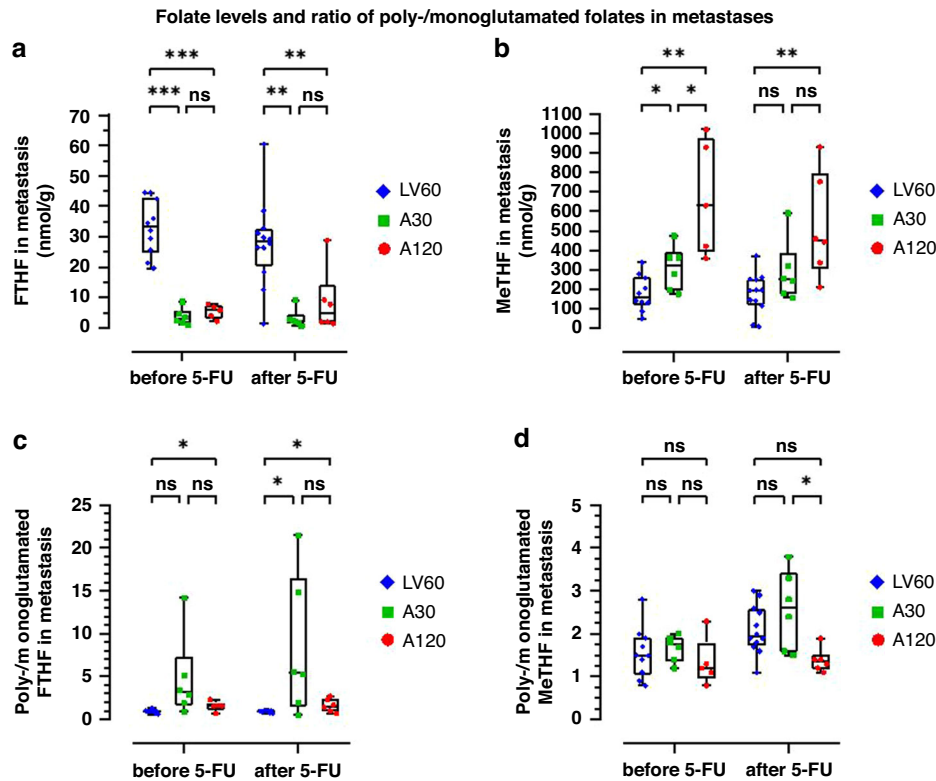 Folate levels and ratio of poly-/monoglutamated folates in metastases
a
*** **
*** ns ** ns
FTHF in metastasis
(nmol/g)
70
60
50
40
30
20
10
0
before 5-FU after 5-FU
LV60
A30
A120
b
** **
* * ns ns
MeTHF in metastasis
(nmol/g)
1100
1000
900
800
700
600
500
400
300
200
100
0
before 5-FU after 5-FU
LV60
A30
A120
c
* *
ns ns * ns
Poly-/m onoglutamated
FTHF in metastasis
25
20
15
10
5
0
before 5-FU after 5-FU
LV60
A30
A120
d
ns ns
ns ns ns *
Poly-/m onoglutamated
MeTHF in metastasis
5
4
3
2
1
0
before 5-FU after 5-FU
LV60
A30
A120